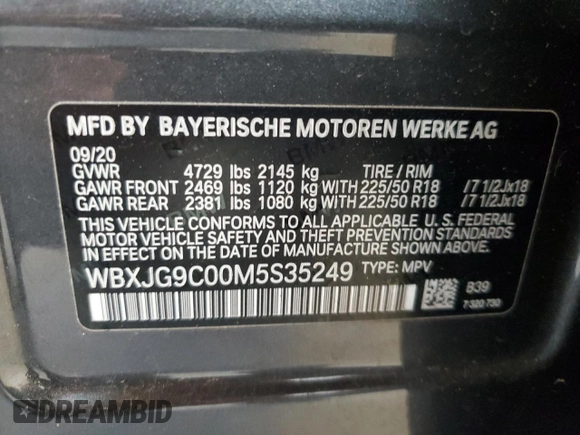 MFD BY BAYERISCHE MOTOREN WERKE AG
09/20
GVWR 4729 lbs 2145 kg TIRE / RIM
GAWR FRONT 2469 lbs 1120 kg WITH 225/50 R18 /7 1/2Jx18
GAWR REAR 2381 lbs 1080 kg WITH 225/50 R18 /7 1/2Jx18
THIS VEHICLE CONFORMS TO ALL APPLICABLE U. S. FEDERAL
MOTOR VEHICLE SAFETY AND THEFT PREVENTION STANDARDS
IN EFFECT ON THE DATE OF MANUFACTURE SHOWN ABOVE.
WBXJG9C00M5S35249 TYPE: MPV
B39
7 320 730
DREAMBID